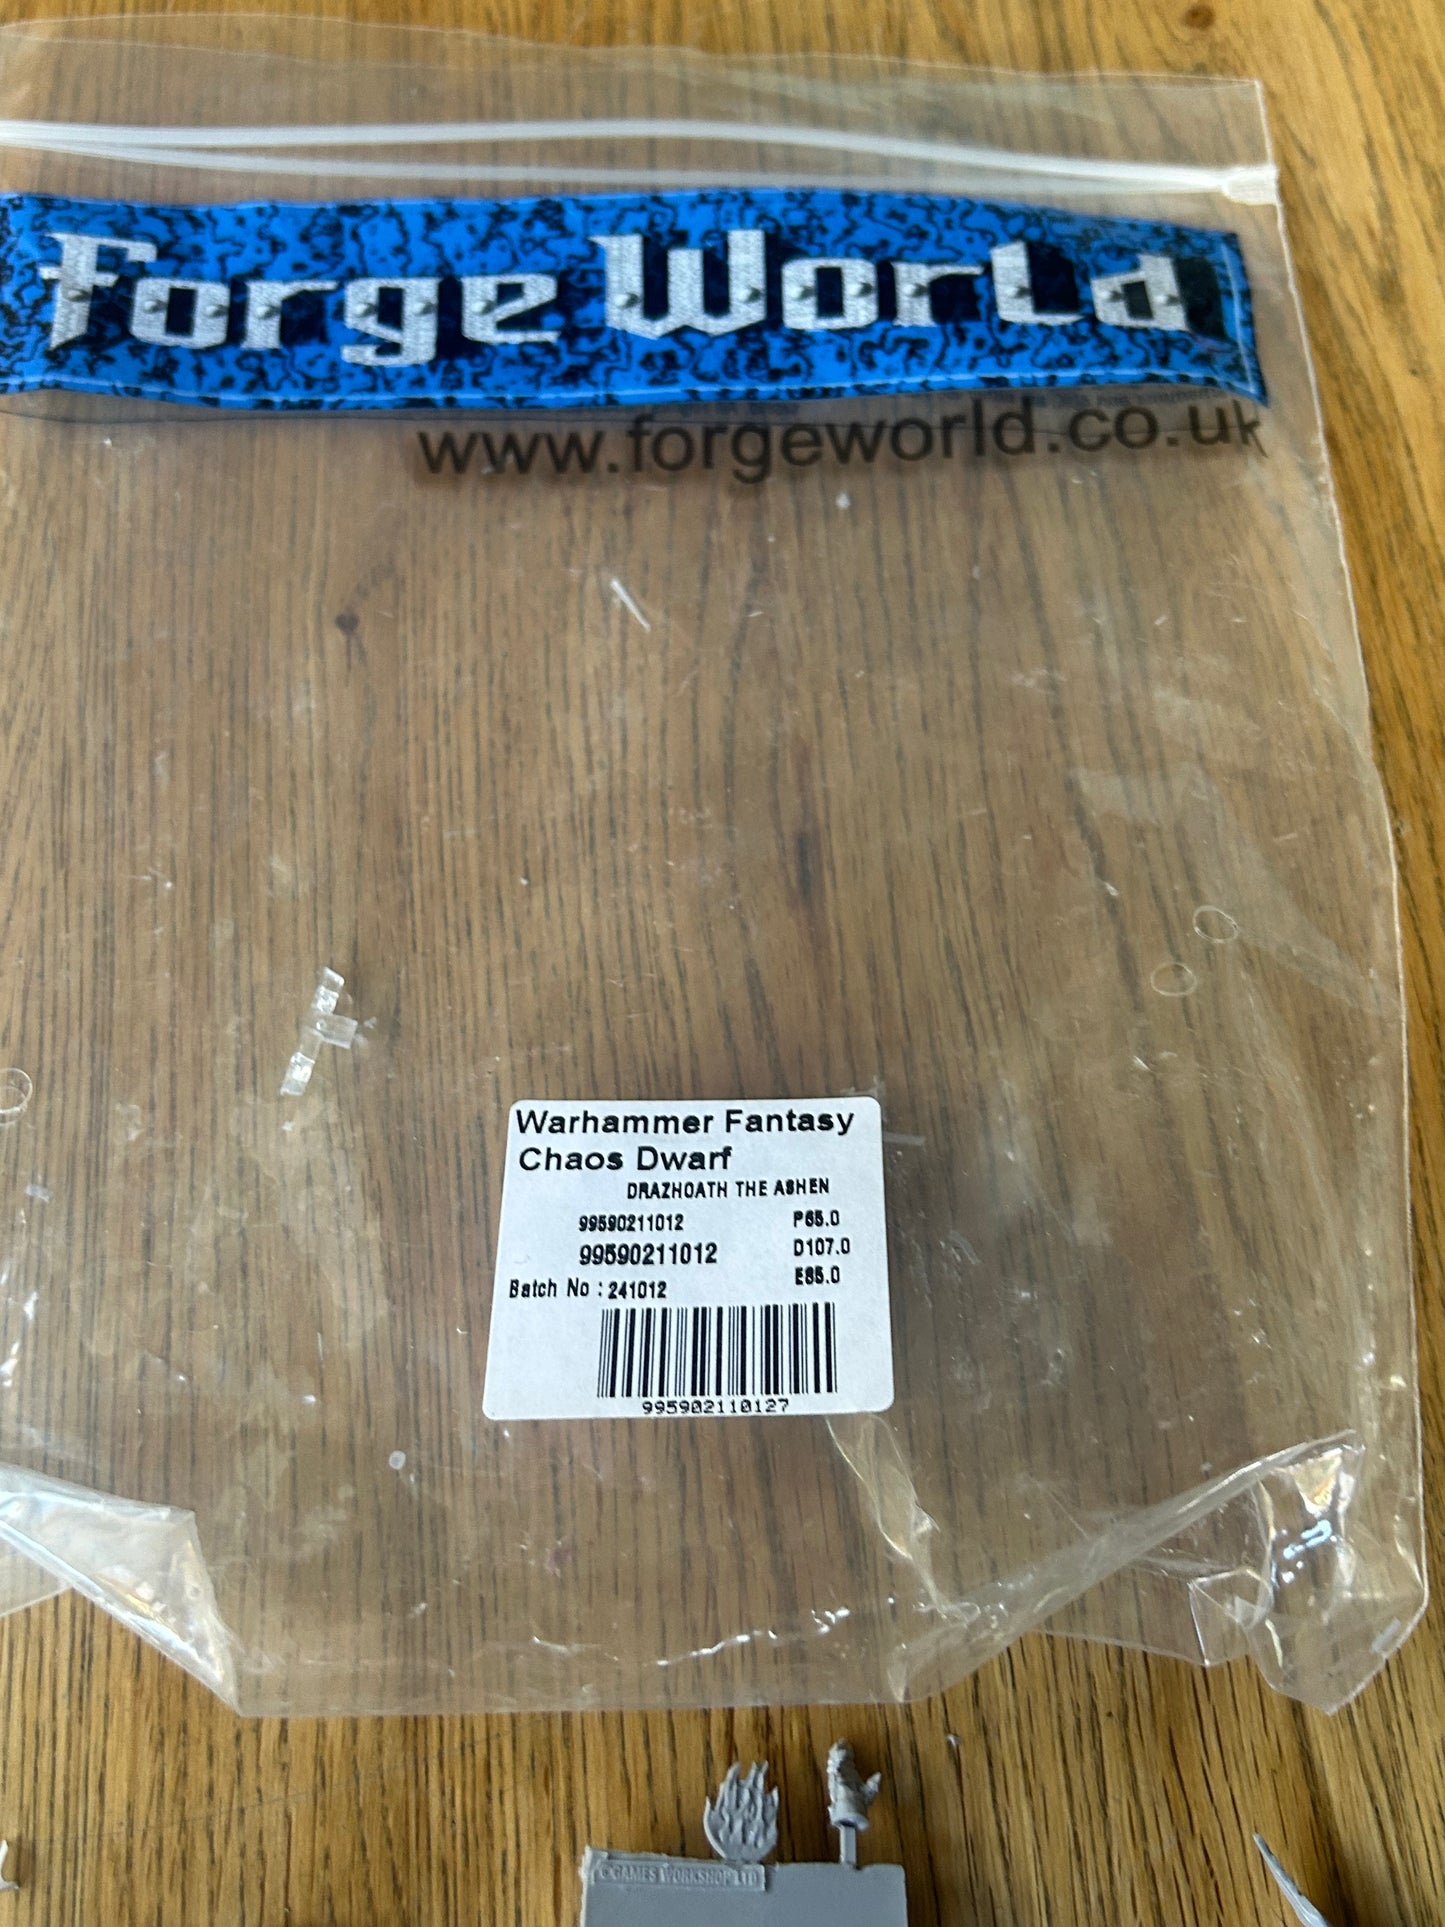 Forge World
www.forgeworld.co.uk
Warhammer Fantasy
Chaos Dwarf
DRAZHOATH THE ASHEN
99590211012 P65.0
99590211012 D107.0
Batch No : 241012 E85.0
995902110127
©GAMES WORKSHOP LTD